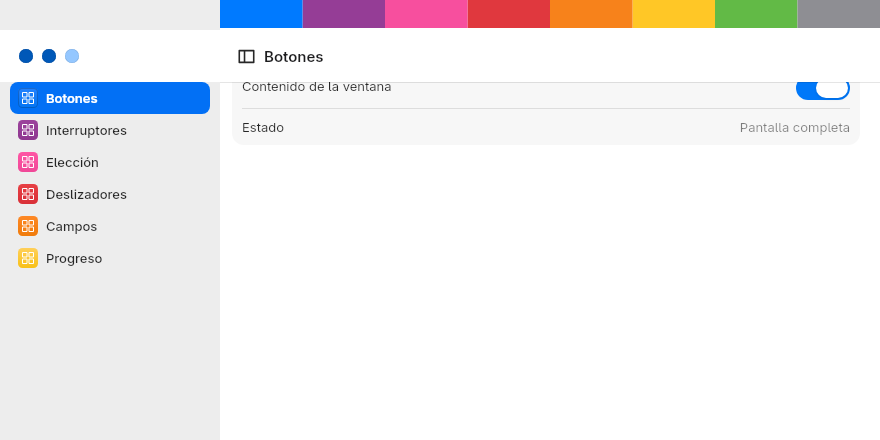 Botones
Botones
Interruptores
Elección
Deslizadores
Campos
Progreso
Contenido de la ventana
Estado
Pantalla completa